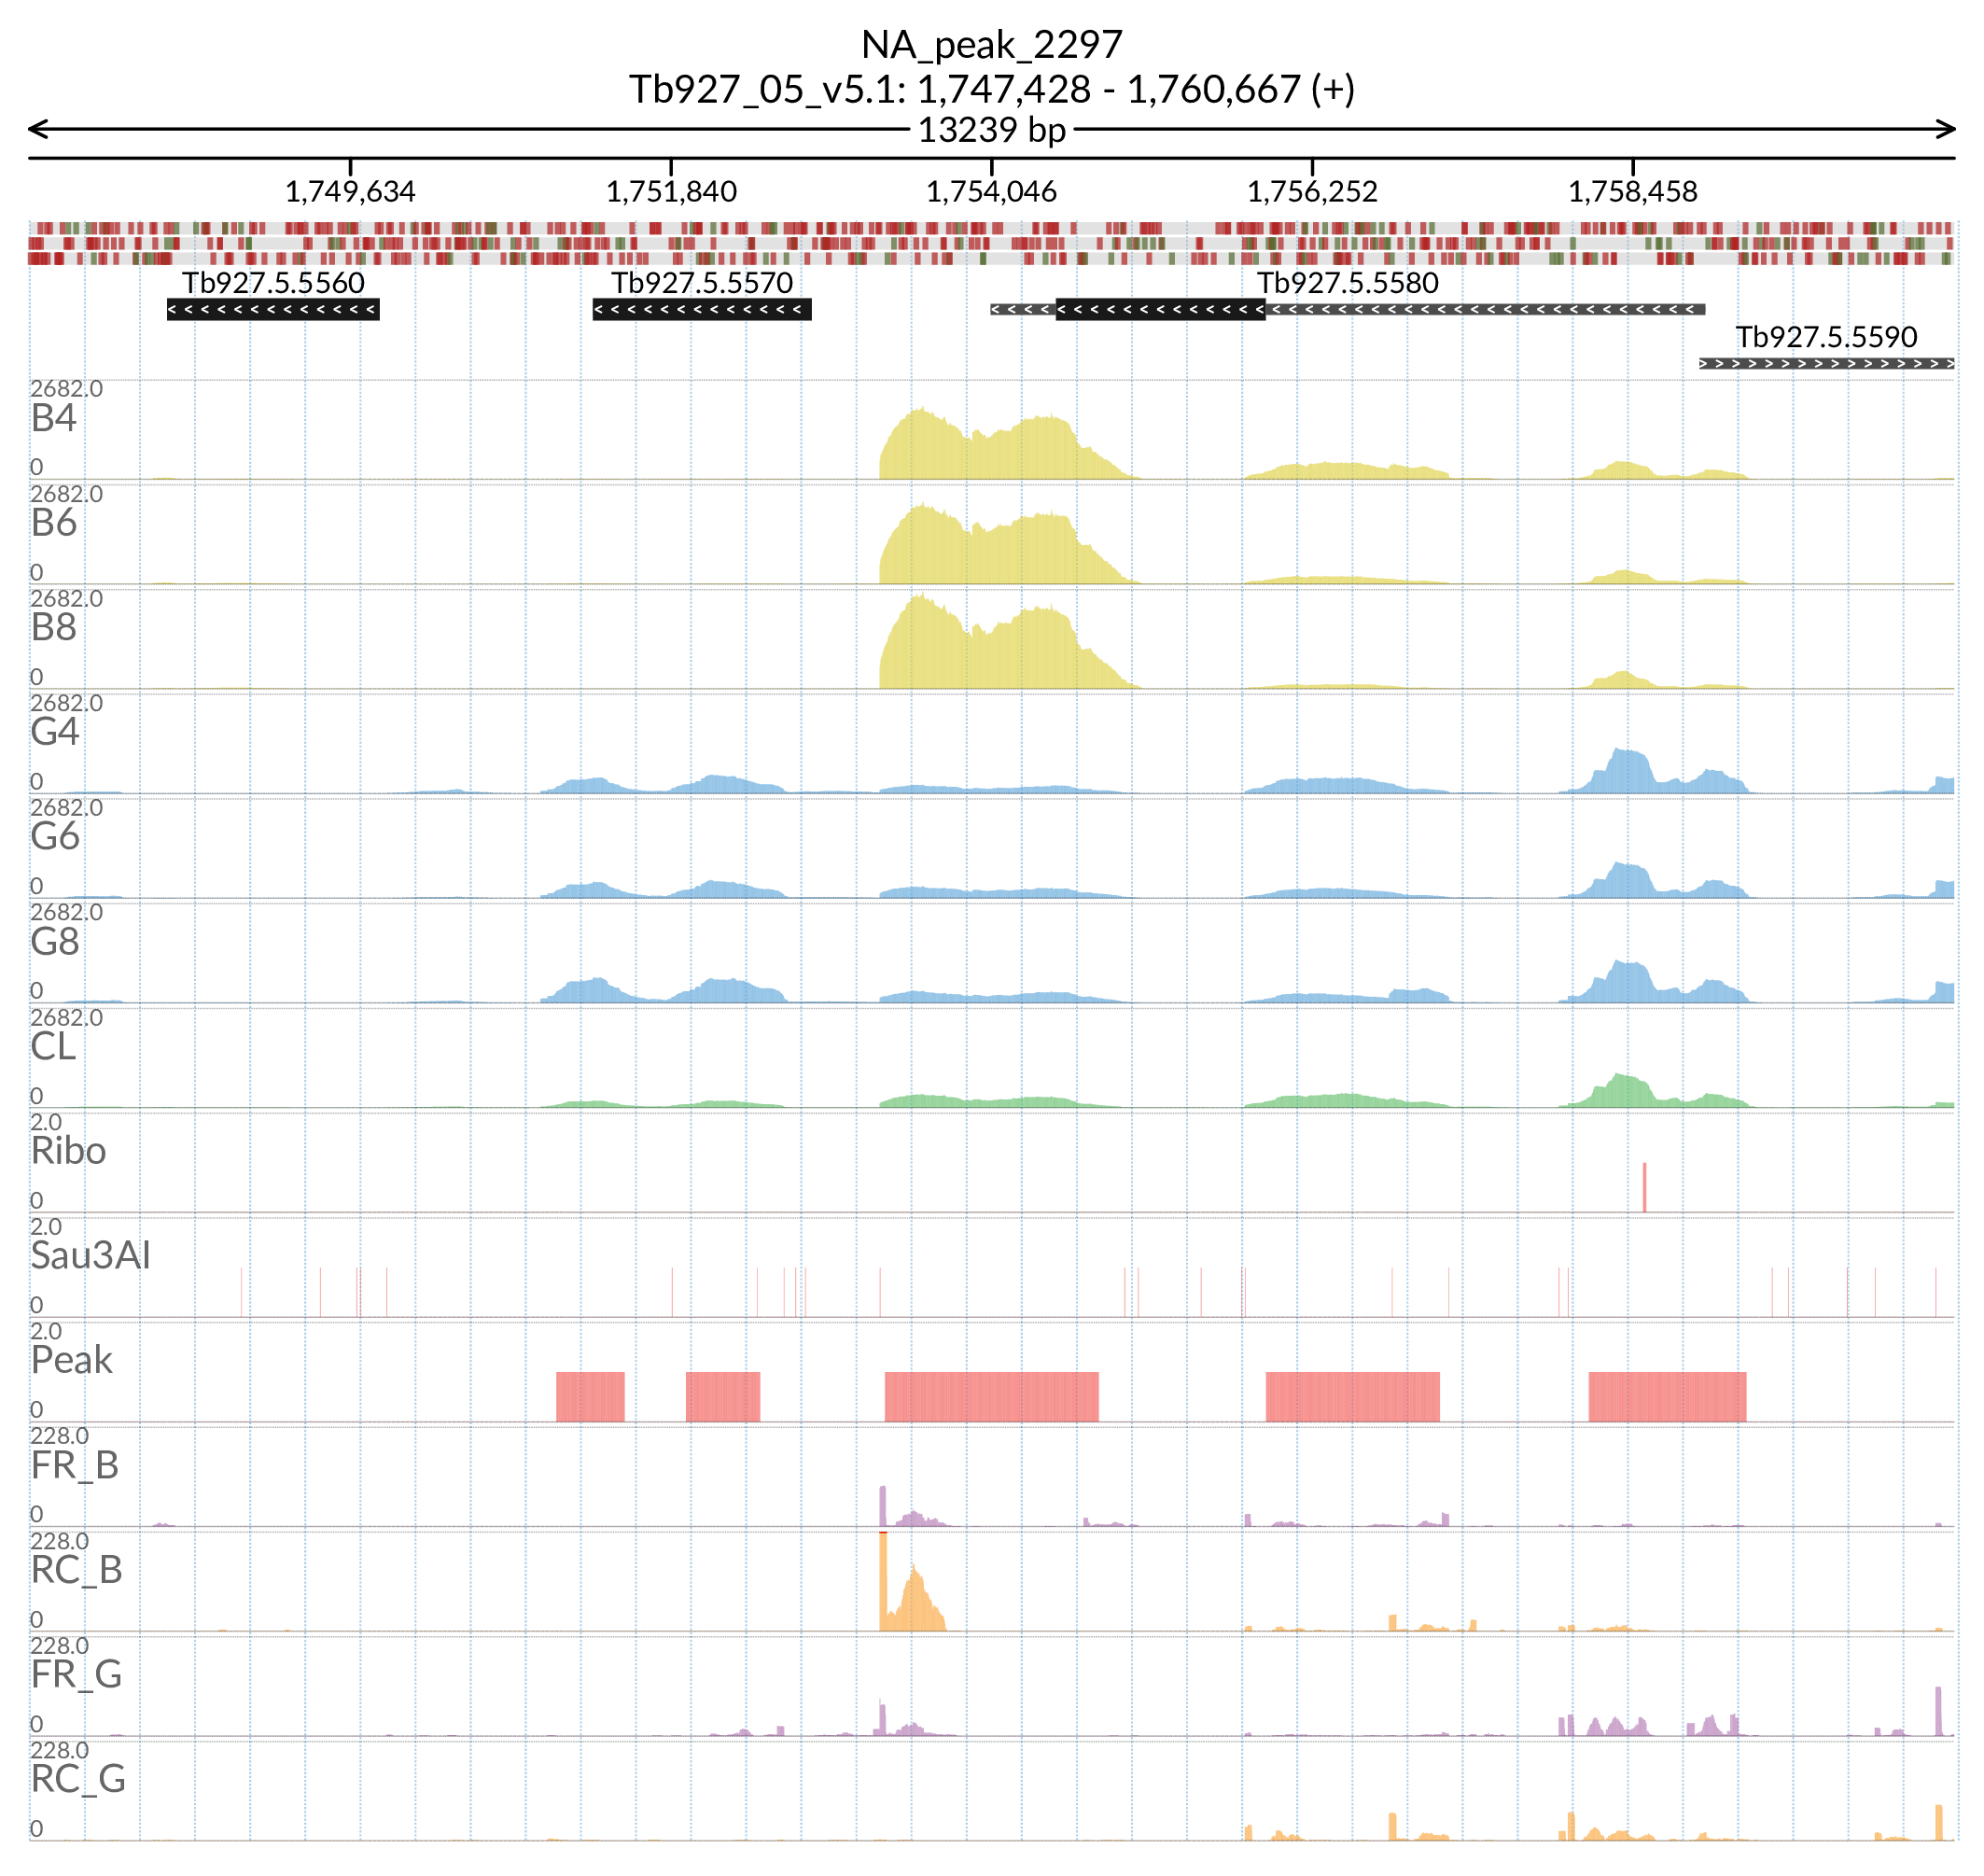 NA_peak_2297
Tb927_05_v5.1: 1,747,428 - 1,760,667 (+)
13239 bp
1,749,634 1,751,840 1,754,046 1,756,252 1,758,458
Tb927.5.5560 Tb927.5.5570 Tb927.5.5580
Tb927.5.5590
2682.0
B4
0
2682.0
B6
0
2682.0
B8
0
2682.0
G4
0
2682.0
G6
0
2682.0
G8
0
2682.0
CL
0
2.0
Ribo
0
2.0
Sau3AI
0
2.0
Peak
0
228.0
FR_B
0
228.0
RC_B
0
228.0
FR_G
0
228.0
RC_G
0